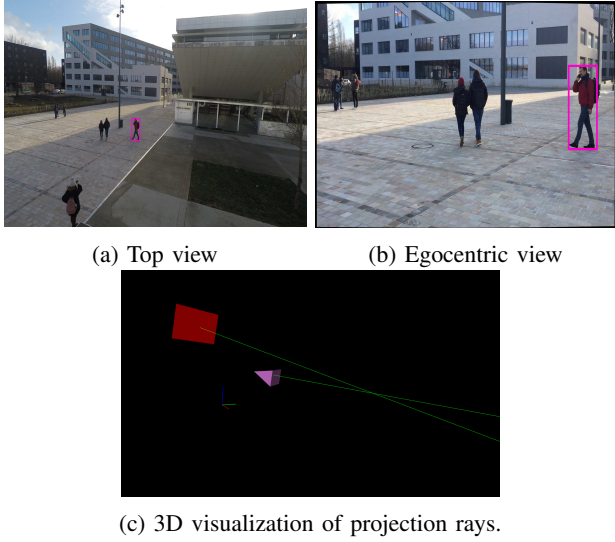 (a) Top view
(b) Egocentric view
(c) 3D visualization of projection rays.